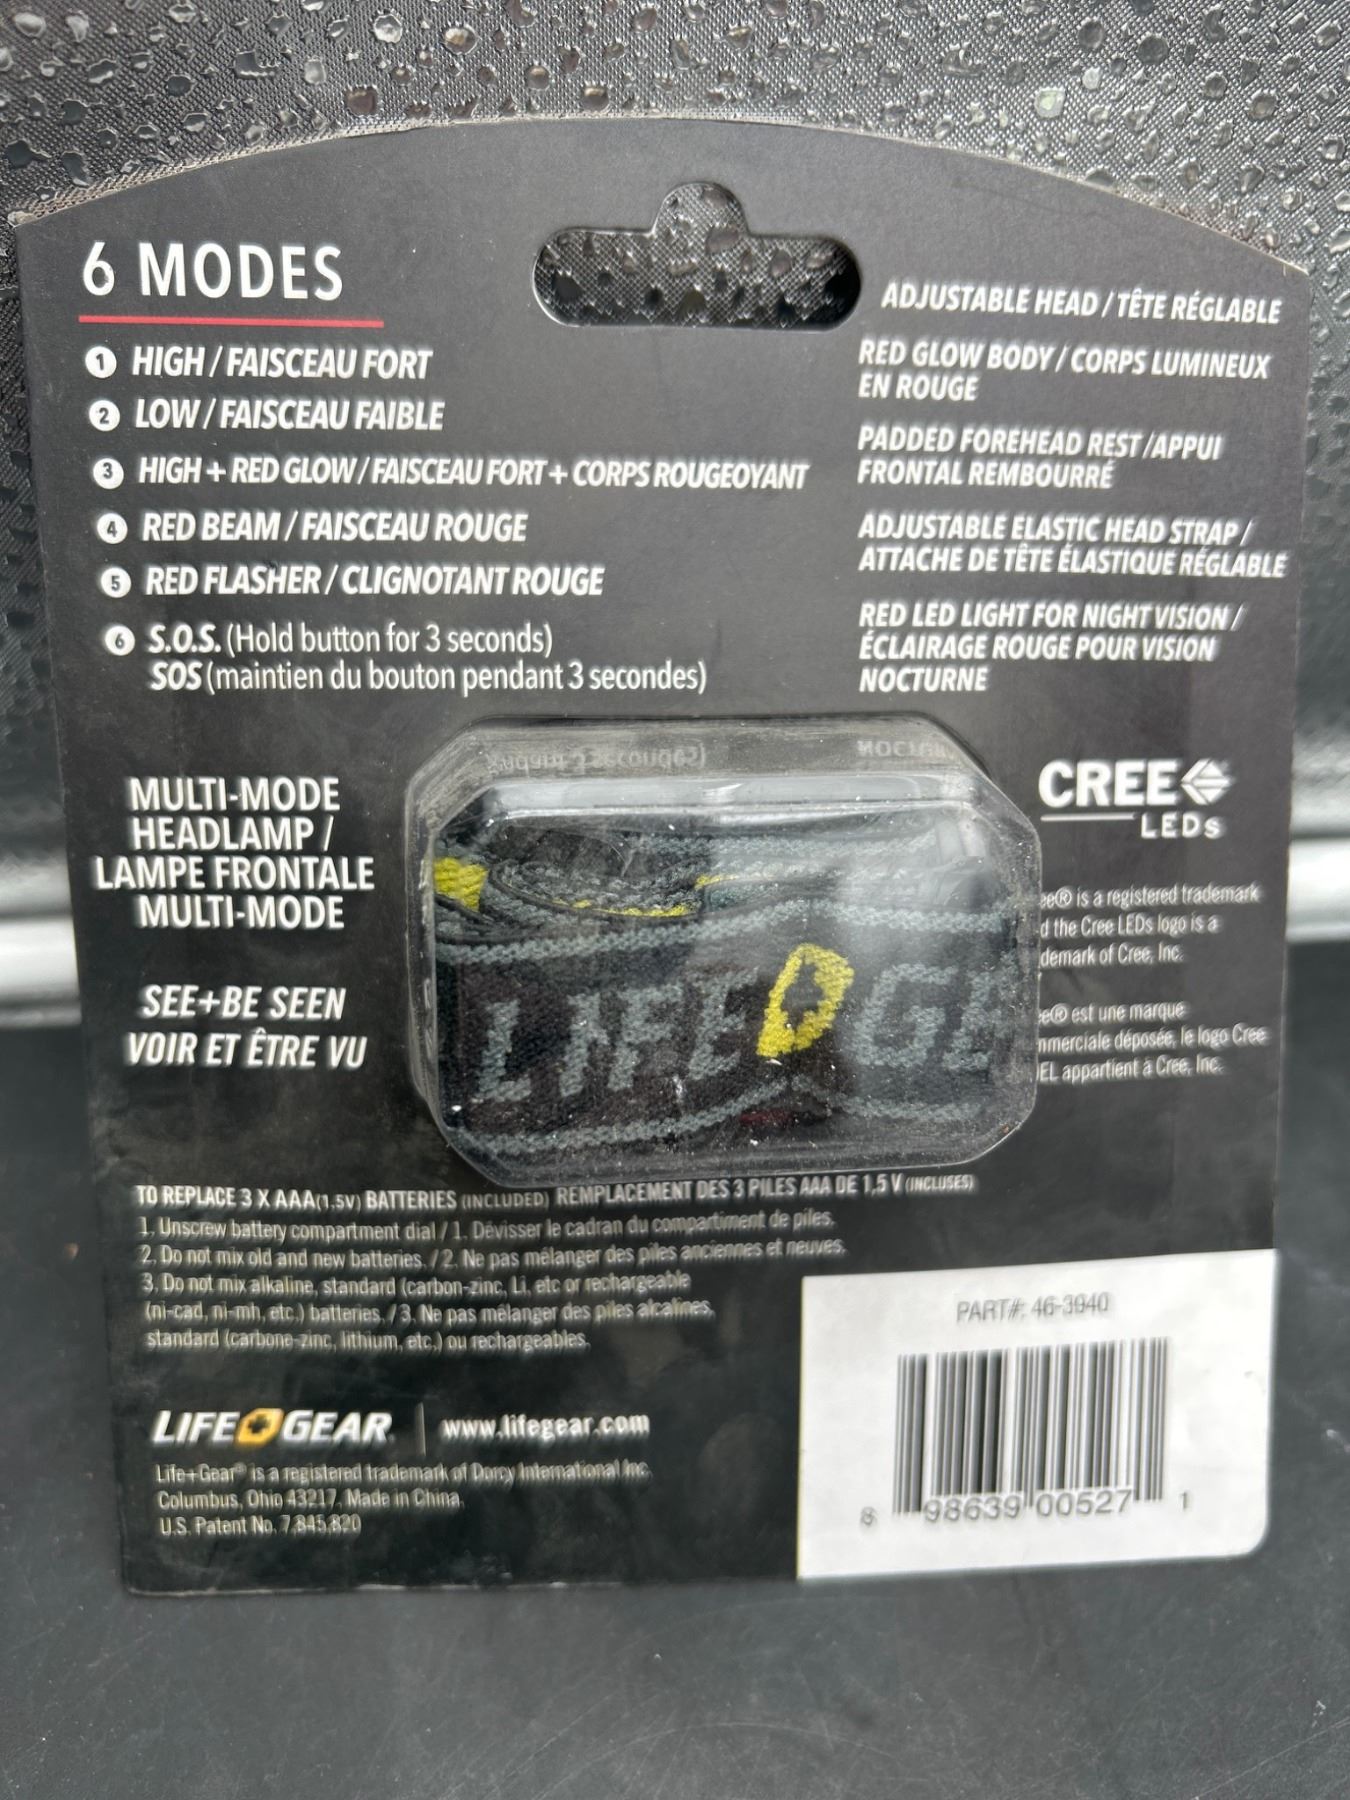 6 MODES
1 HIGH / FAISCEAU FORT
2 LOW / FAISCEAU FAIBLE
3 HIGH + RED GLOW / FAISCEAU FORT + CORPS ROUGEOYANT
4 RED BEAM / FAISCEAU ROUGE
5 RED FLASHER / CLIGNOTANT ROUGE
6 S.O.S. (Hold button for 3 seconds)
SOS (maintien du bouton pendant 3 secondes)
ADJUSTABLE HEAD / TÊTE RÉGLABLE
RED GLOW BODY / CORPS LUMINEUX
EN ROUGE
PADDED FOREHEAD REST /APPUI
FRONTAL REMBOURRÉ
ADJUSTABLE ELASTIC HEAD STRAP /
ATTACHE DE TÊTE ÉLASTIQUE RÉGLABLE
RED LED LIGHT FOR NIGHT VISION /
ÉCLAIRAGE ROUGE POUR VISION
NOCTURNE
MULTI-MODE
HEADLAMP /
LAMPE FRONTALE
MULTI-MODE
SEE+BE SEEN
VOIR ET ÊTRE VU
LIFE GE
CREE
LEDs
ee® is a registered trademark
d the Cree LEDs logo is a
demark of Cree, Inc.
ee® est une marque
mmerciale déposée, le logo Cree
EL appartient à Cree, Inc.
TO REPLACE 3 X AAA(1.5V) BATTERIES (INCLUDED) REMPLACEMENT DES 3 PILES AAA DE 1,5 V (INCLUSES)
1. Unscrew battery compartment dial / 1. Dévisser le cadran du compartiment de piles.
2. Do not mix old and new batteries. / 2. Ne pas mélanger des piles anciennes et neuves.
3. Do not mix alkaline, standard (carbon-zinc, Li, etc or rechargeable
(ni-cad, ni-mh, etc.) batteries. / 3. Ne pas mélanger des piles alcalines,
standard (carbone-zinc, lithium, etc.) ou rechargeables.
LIFE GEAR | www.lifegear.com
Life+Gear® is a registered trademark of Dorcy International Inc.
Columbus, Ohio 43217, Made in China,
U.S. Patent No. 7,845,820
PART#: 46-3940
8 98639 00527 1